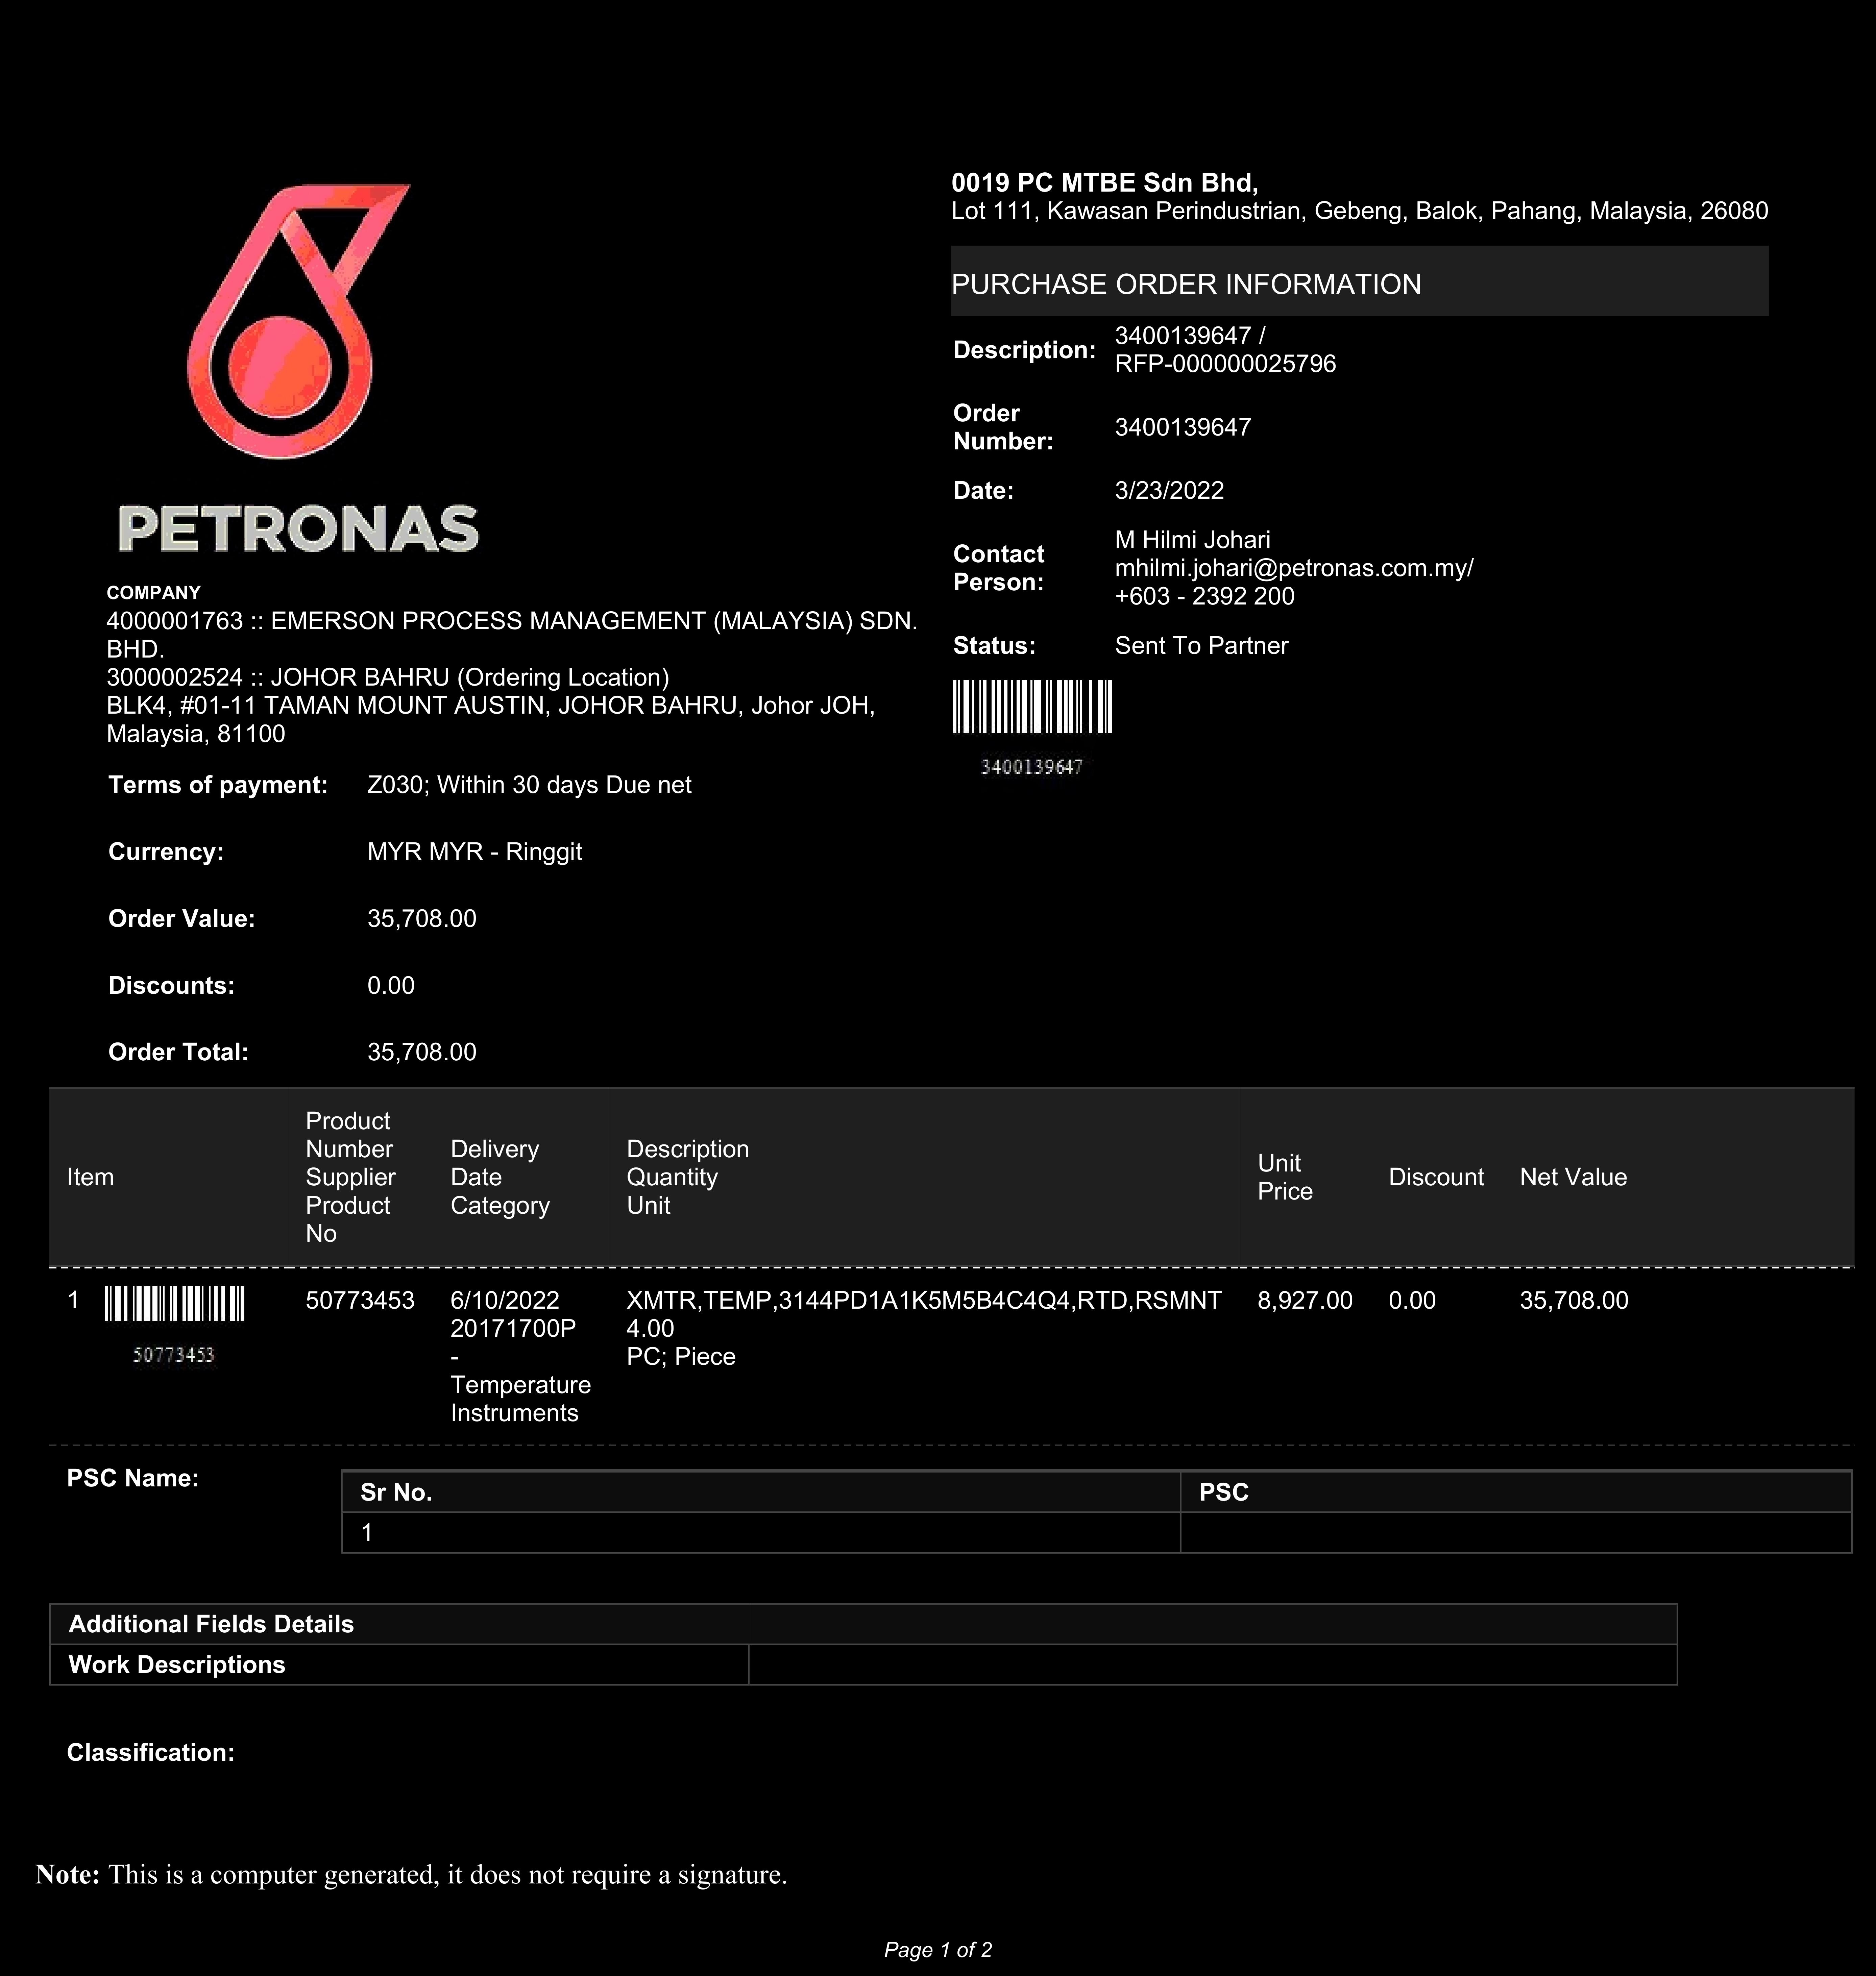 PETRONAS
COMPANY
4000001763 :: EMERSON PROCESS MANAGEMENT (MALAYSIA) SDN.
BHD.
3000002524 :: JOHOR BAHRU (Ordering Location)
BLK4, #01-11 TAMAN MOUNT AUSTIN, JOHOR BAHRU, Johor JOH,
Malaysia, 81100
Terms of payment: Z030; Within 30 days Due net
Currency: MYR MYR - Ringgit
Order Value: 35,708.00
Discounts: 0.00
Order Total: 35,708.00
0019 PC MTBE Sdn Bhd,
Lot 111, Kawasan Perindustrian, Gebeng, Balok, Pahang, Malaysia, 26080
PURCHASE ORDER INFORMATION
Description: 3400139647 /
RFP-000000025796
Order
Number: 3400139647
Date: 3/23/2022
Contact
Person: M Hilmi Johari
mhilmi.johari@petronas.com.my/
+603 - 2392 200
Status: Sent To Partner
3400139647
Item
Product
Number
Supplier
Product
No
Delivery
Date
Category
Description
Quantity
Unit
Unit
Price
Discount
Net Value
1
50773453
50773453
6/10/2022
20171700P
-
Temperature
Instruments
XMTR,TEMP,3144PD1A1K5M5B4C4Q4,RTD,RSMNT
4.00
PC; Piece
8,927.00
0.00
35,708.00
PSC Name:
Sr No. PSC
1
Additional Fields Details
Work Descriptions
Classification:
Note: This is a computer generated, it does not require a signature.
Page 1 of 2